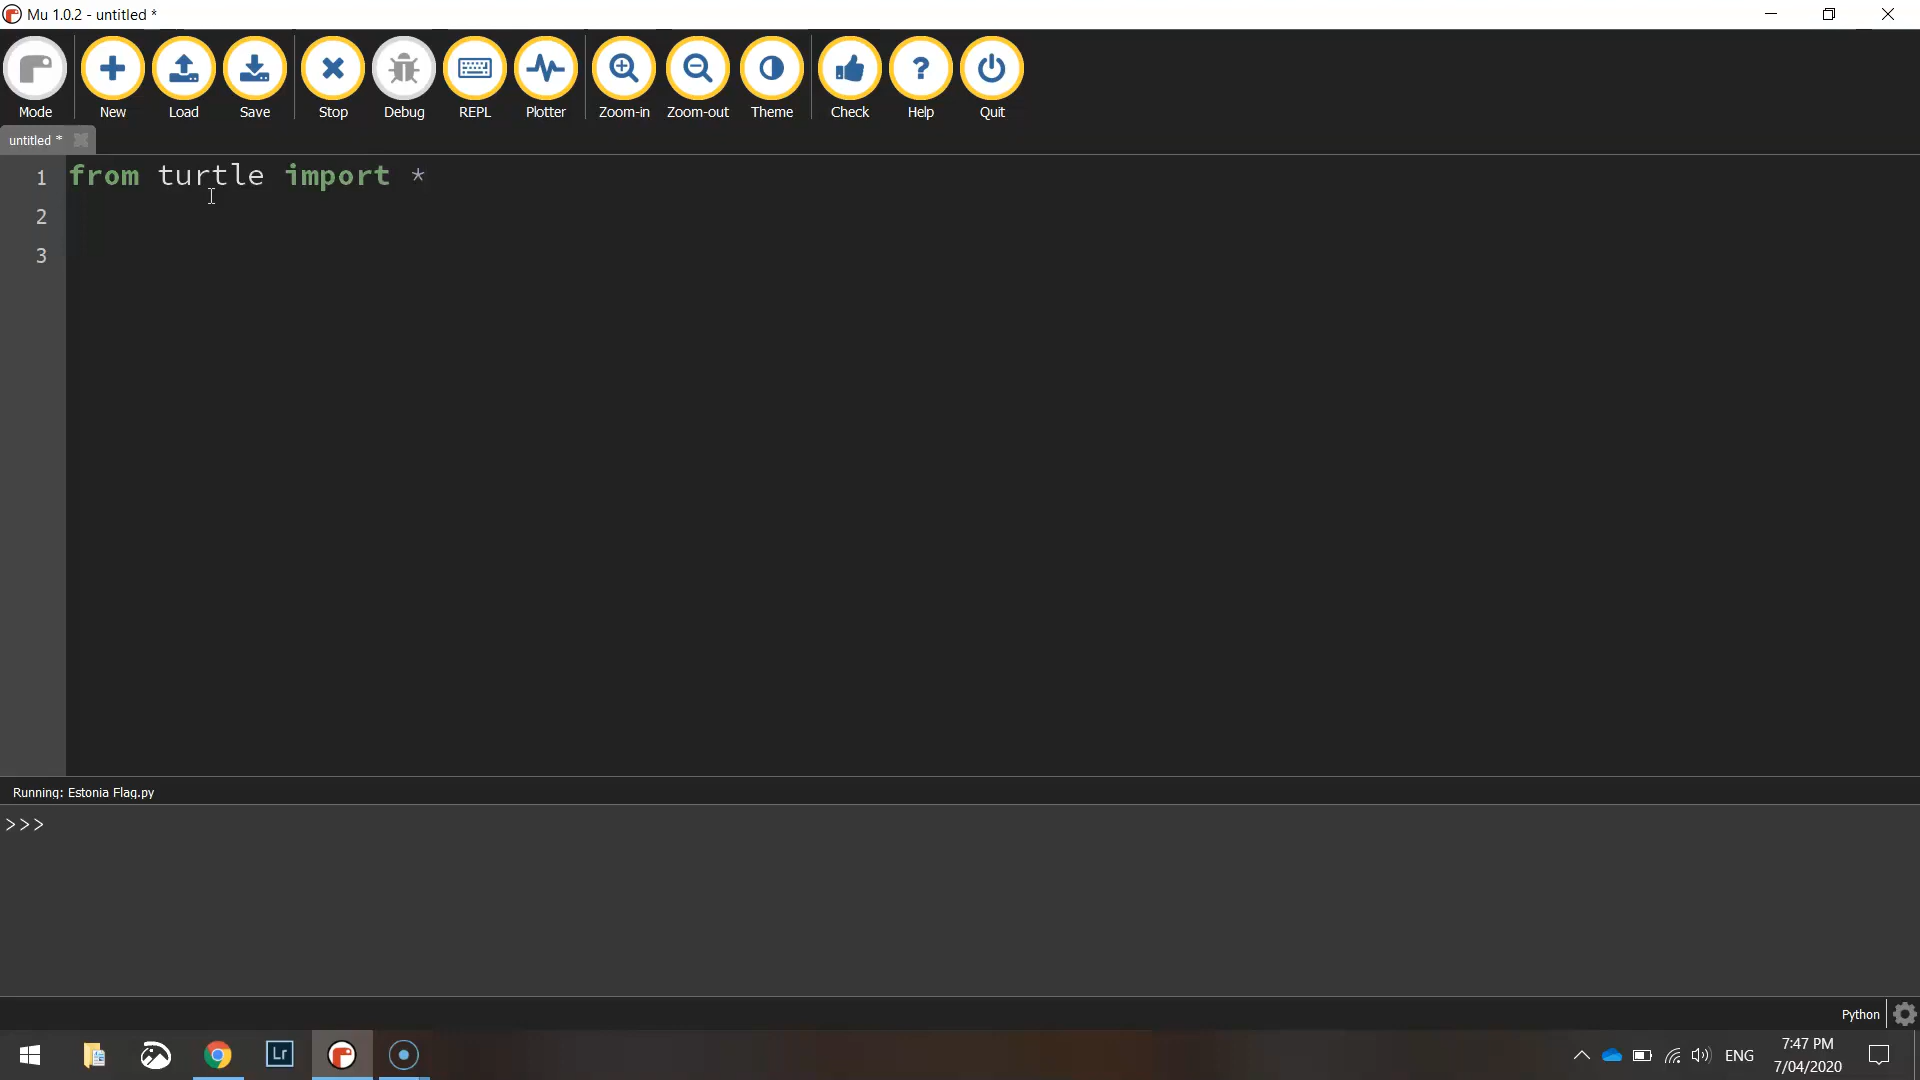 Mu 1.0.2 - untitled *
Mode New Load Save Stop Debug REPL Plotter Zoom-in Zoom-out Theme Check Help Quit
untitled *
1 from turtle import *
2
3
Running: Estonia Flag.py
>>>
Python
Lr ENG 7:47 PM
7/04/2020